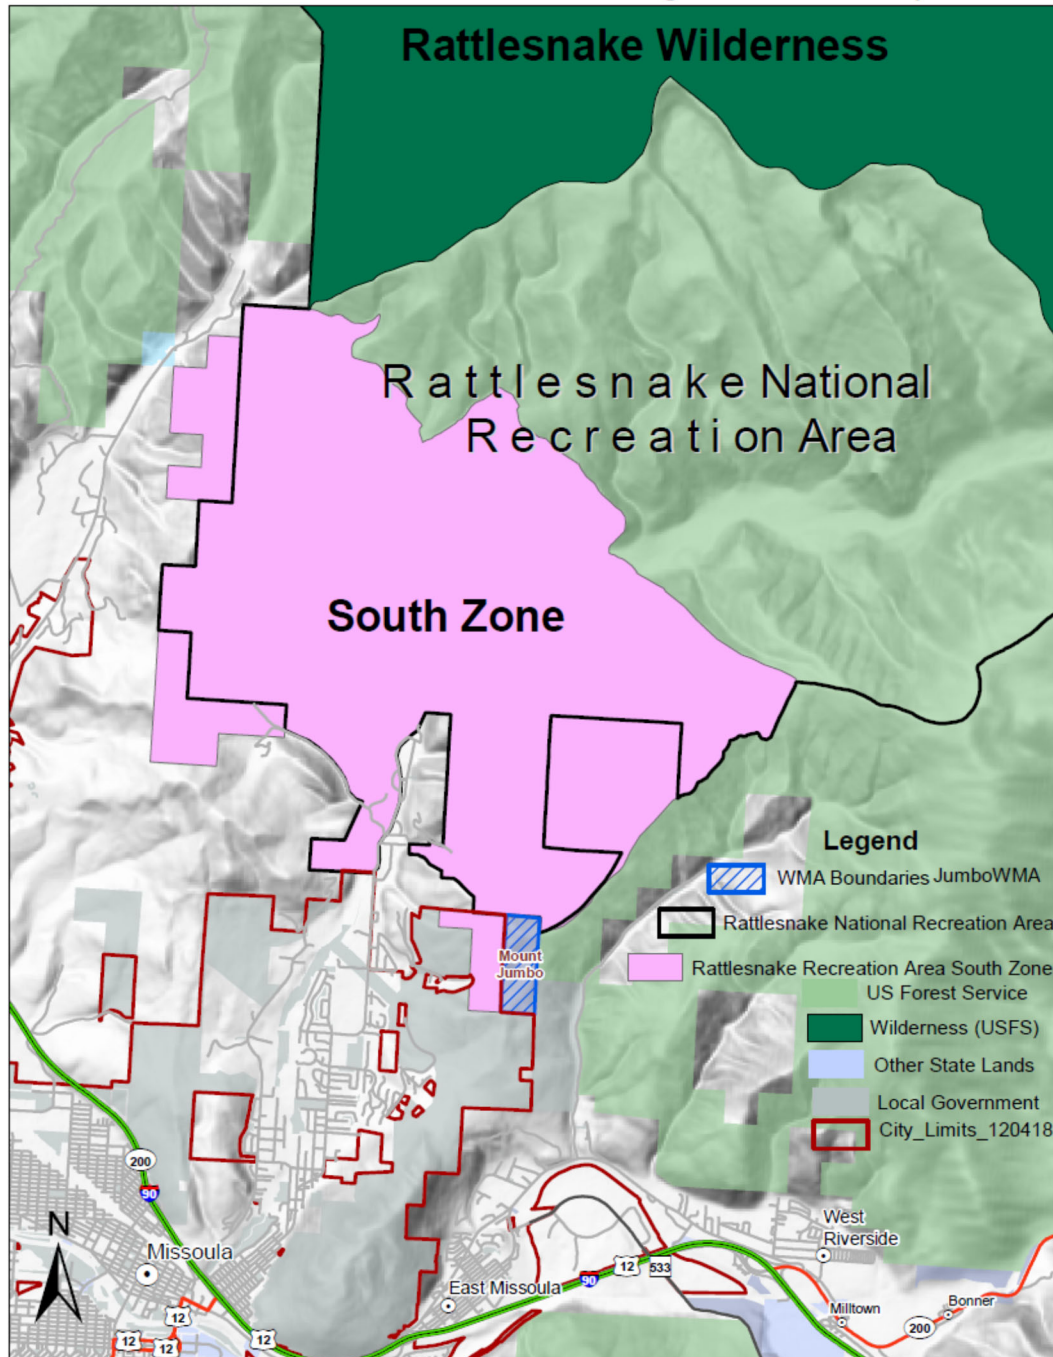 Rattlesnake Wilderness
Rattlesnake National
Recreation Area
South Zone
Legend
WMA Boundaries JumboWMA
Rattlesnake National Recreation Area
Mount
Jumbo
Rattlesnake Recreation Area South Zone
US Forest Service
Wilderness (USFS)
Other State Lands
Local Government
City_Limits_120418
200
90
N
Missoula
West
Riverside
12
533
90
East Missoula
Bonner
Milltown
12
200
12
12
12